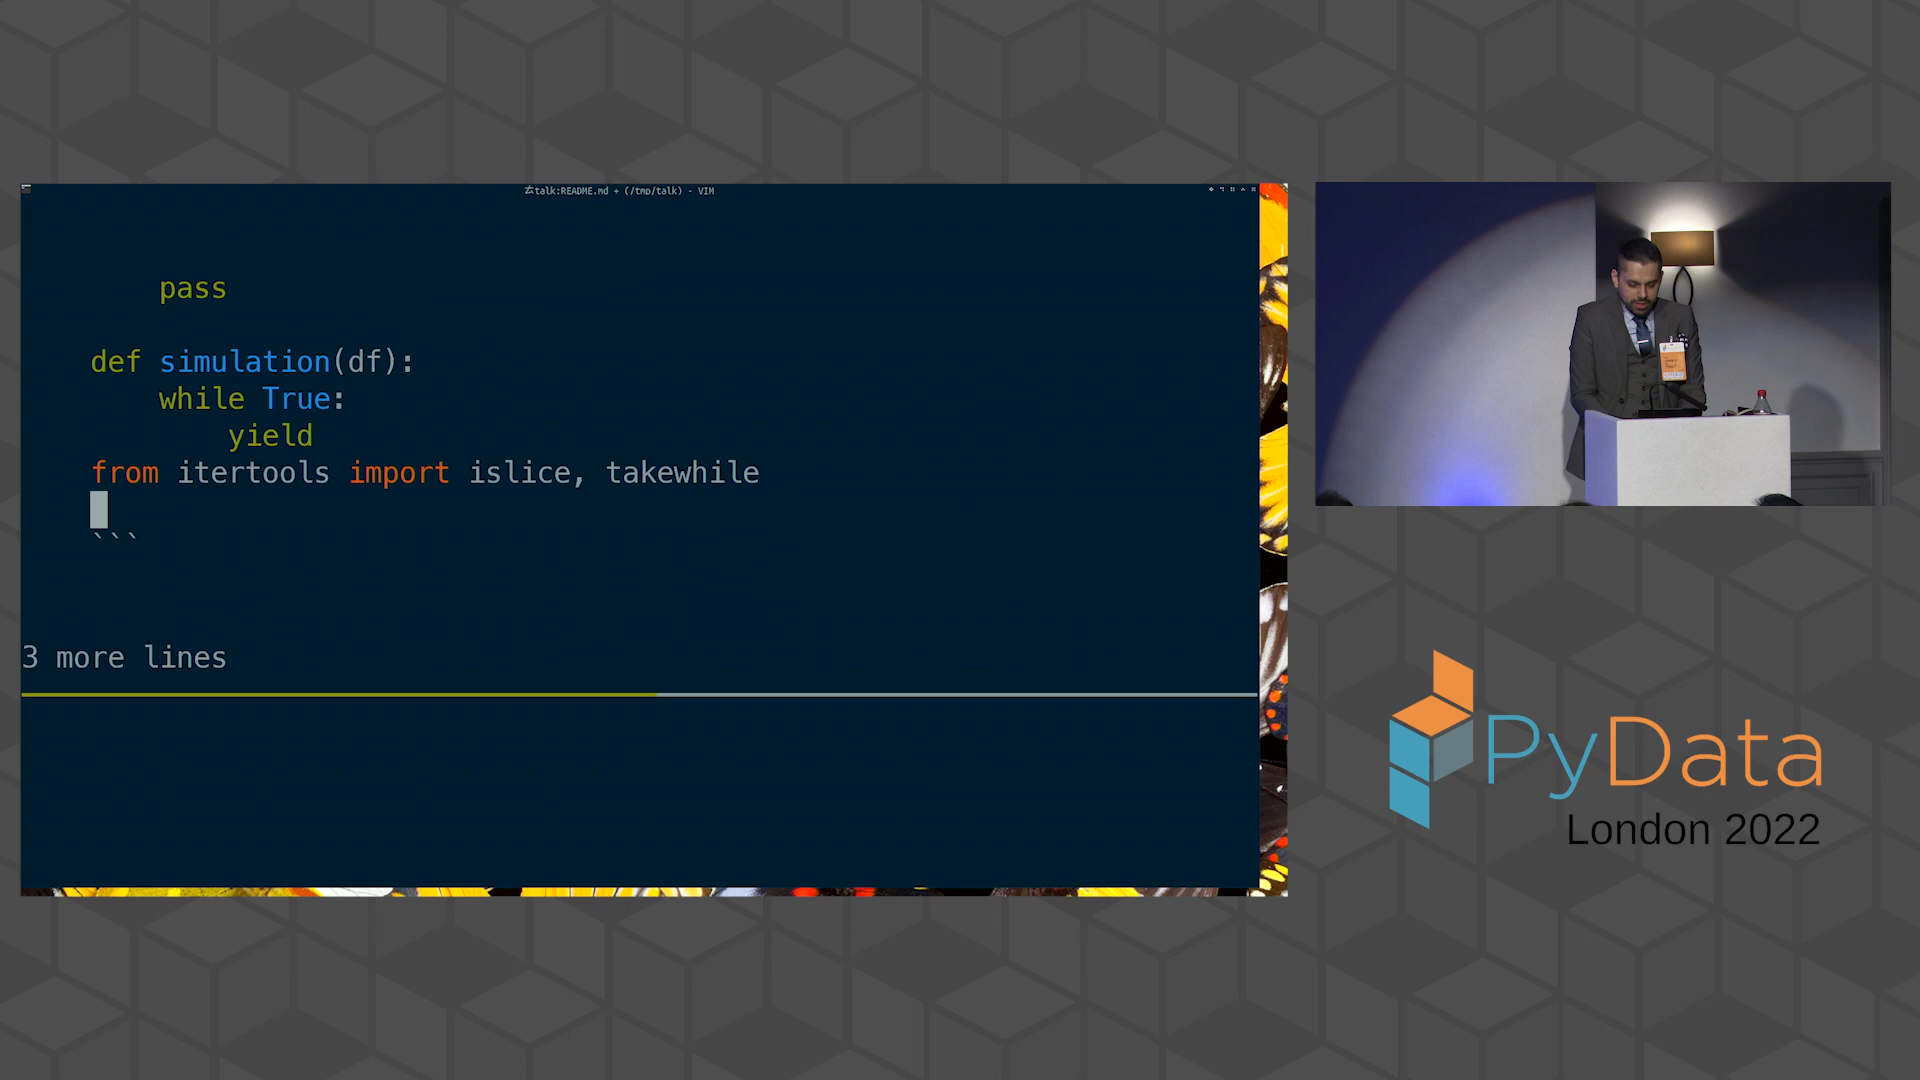 talk:README.md + (/tmp/talk) - VIM
pass
def simulation(df):
while True:
yield
from itertools import islice, takewhile
```
3 more lines
PyData
London 2022